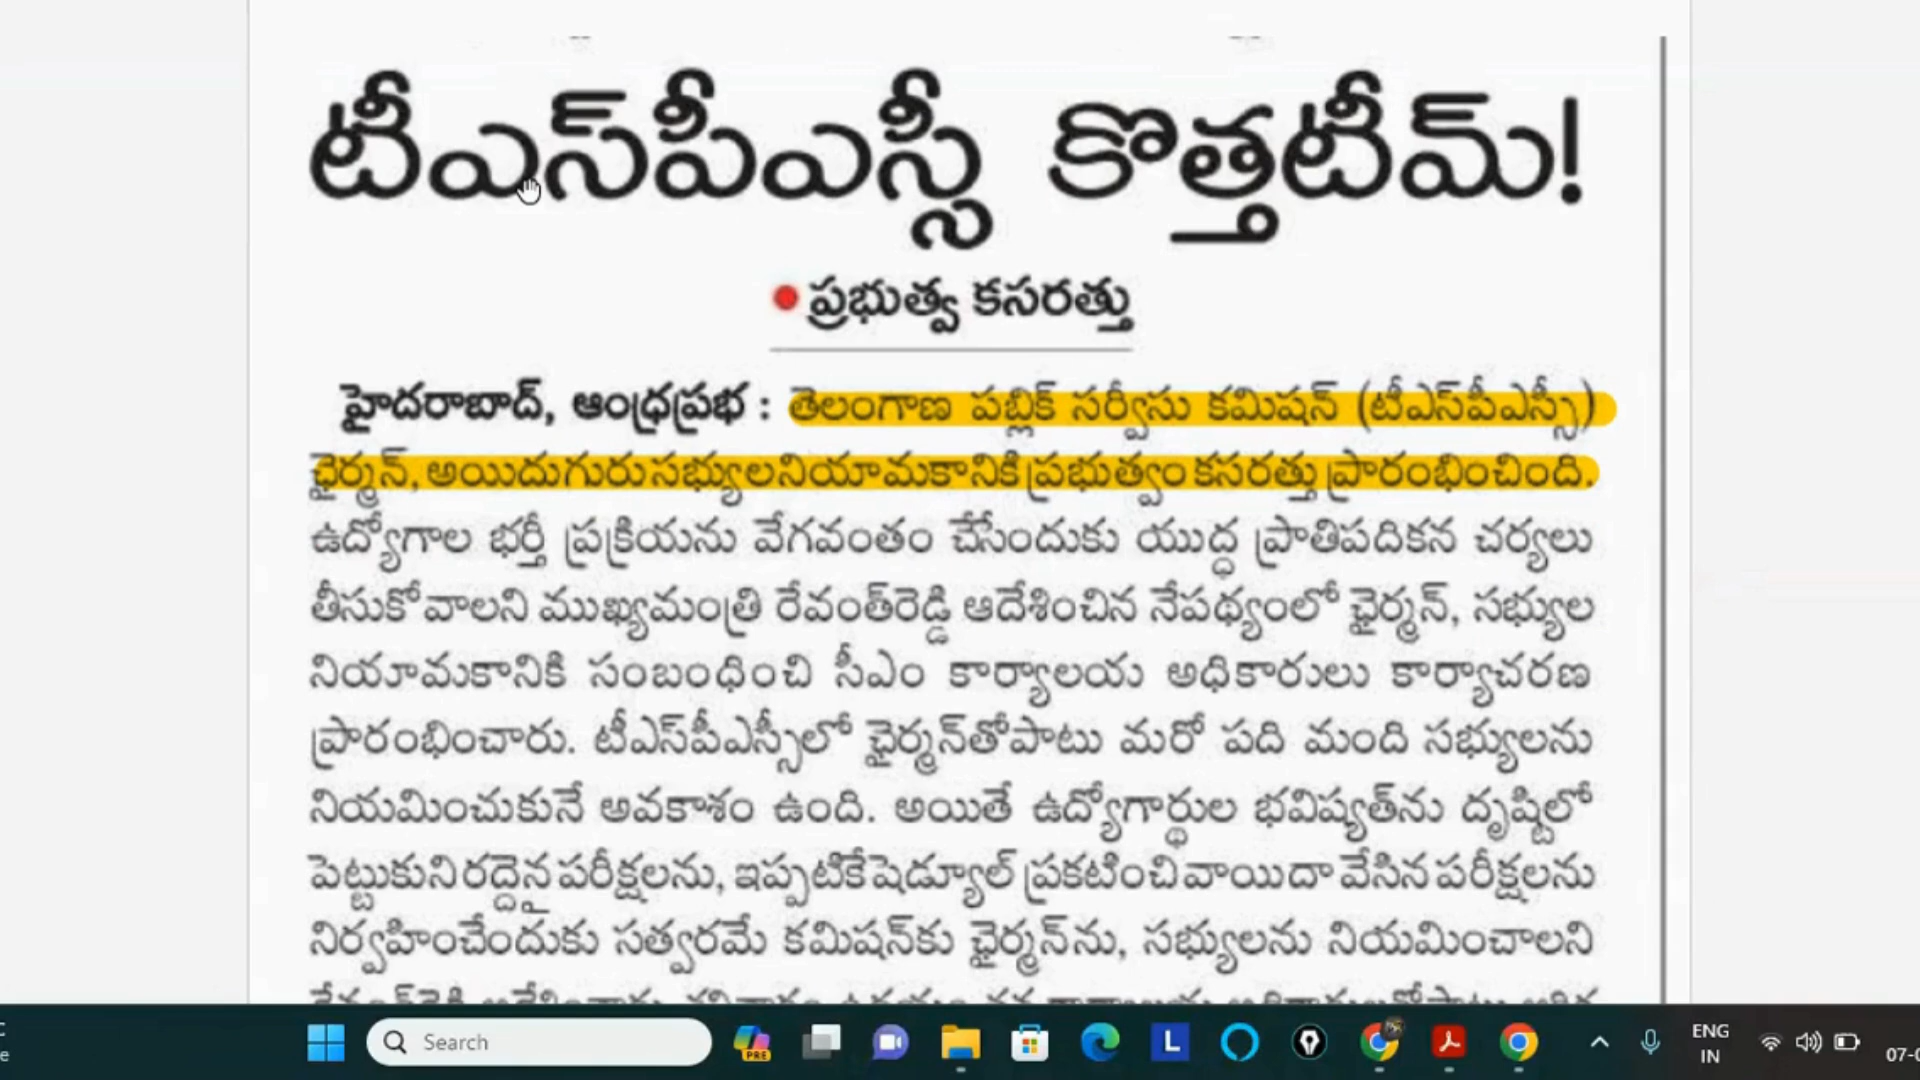 టీఎస్‌పీఎస్సీ కొత్తటీమ్!
ప్రభుత్వ కసరత్తు
హైదరాబాద్, ఆంధ్రప్రభ : తెలంగాణ పబ్లిక్ సర్వీసు కమిషన్ (టీఎస్‌పీఎస్సీ)
ఛైర్మన్, అయిదుగురు సభ్యుల నియామకానికి ప్రభుత్వం కసరత్తు ప్రారంభించింది.
ఉద్యోగాల భర్తీ ప్రక్రియను వేగవంతం చేసేందుకు యుద్ధ ప్రాతిపదికన చర్యలు
తీసుకోవాలని ముఖ్యమంత్రి రేవంత్‌రెడ్డి ఆదేశించిన నేపథ్యంలో ఛైర్మన్, సభ్యుల
నియామకానికి సంబంధించి సీఎం కార్యాలయ అధికారులు కార్యాచరణ
ప్రారంభించారు. టీఎస్‌పీఎస్సీలో ఛైర్మన్‌తోపాటు మరో పది మంది సభ్యులను
నియమించుకునే అవకాశం ఉంది. అయితే ఉద్యోగార్థుల భవిష్యత్‌ను దృష్టిలో
పెట్టుకుని రద్దైన పరీక్షలను, ఇప్పటికే షెడ్యూల్ ప్రకటించి వాయిదా వేసిన పరీక్షలను
నిర్వహించేందుకు సత్వరమే కమిషన్‌కు ఛైర్మన్‌ను, సభ్యులను నియమించాలని
Search
PRE
L
ENG
IN